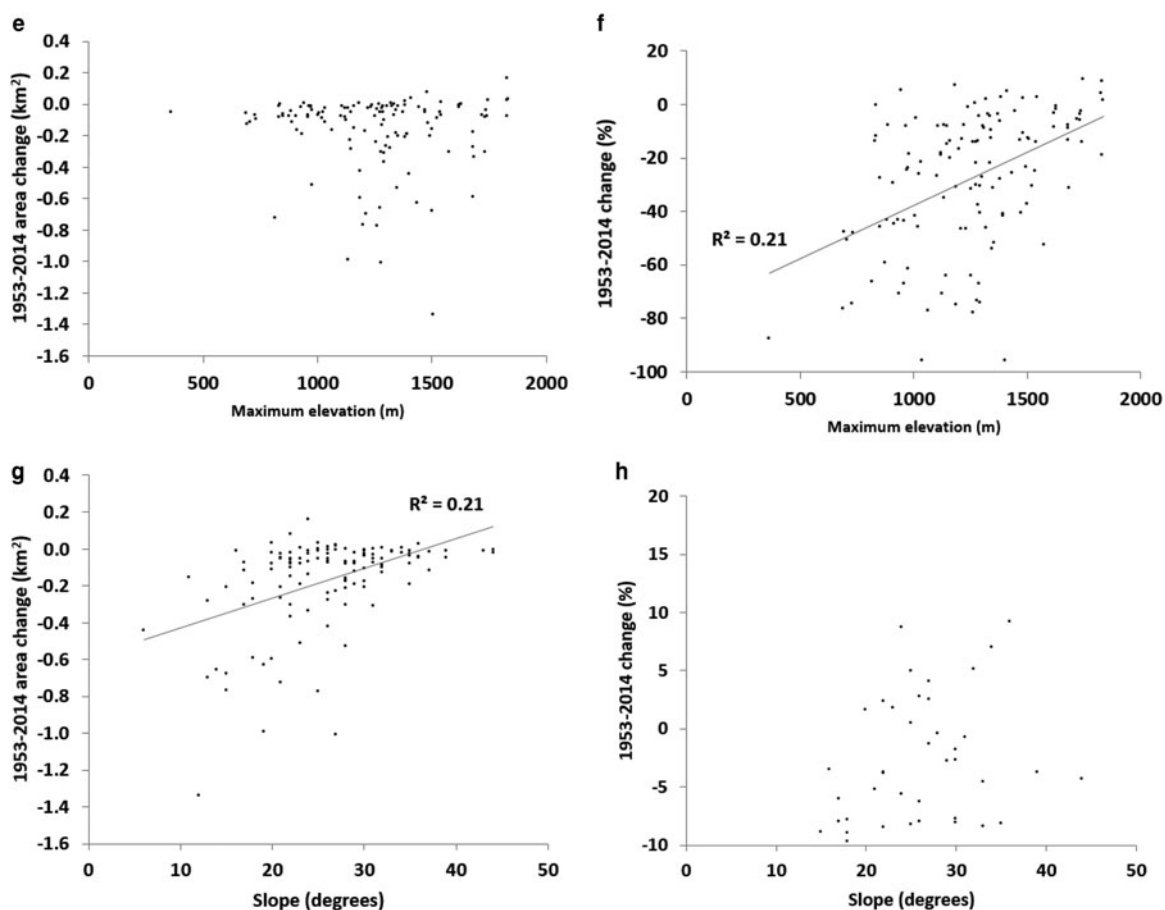 e
0.4
0.2
0.0
-0.2
-0.4
-0.6
-0.8
-1.0
-1.2
-1.4
-1.6
1953-2014 area change (km²)
0 500 1000 1500 2000
Maximum elevation (m)
f
20
0
-20
-40
-60
-80
-100
1953-2014 change (%)
R² = 0.21
0 500 1000 1500 2000
Maximum elevation (m)
g
0.4
0.2
0.0
-0.2
-0.4
-0.6
-0.8
-1.0
-1.2
-1.4
-1.6
1953-2014 area change (km²)
R² = 0.21
0 10 20 30 40 50
Slope (degrees)
h
20
15
10
5
0
-5
-10
1953-2014 change (%)
0 10 20 30 40 50
Slope (degrees)